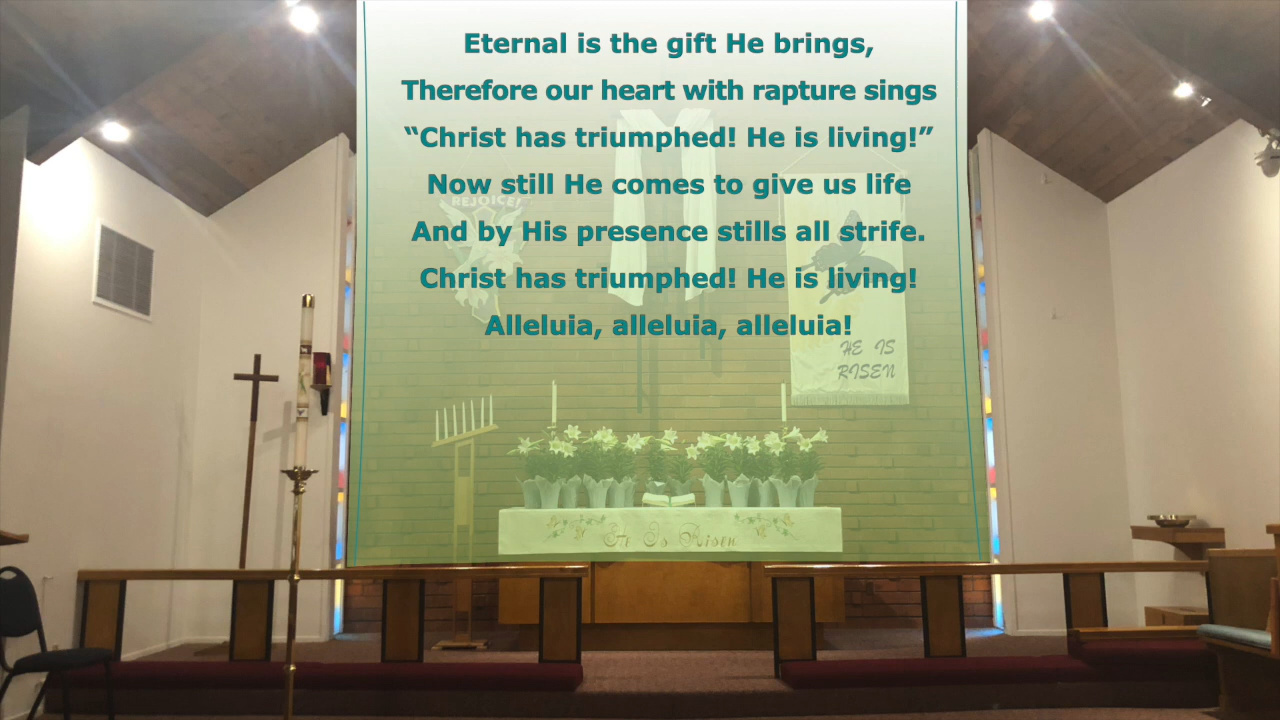 Eternal is the gift He brings,
Therefore our heart with rapture sings
“Christ has triumphed! He is living!”
Now still He comes to give us life
And by His presence stills all strife.
Christ has triumphed! He is living!
Alleluia, alleluia, alleluia!
REJOICE!
HE IS
RISEN
He Is Risen